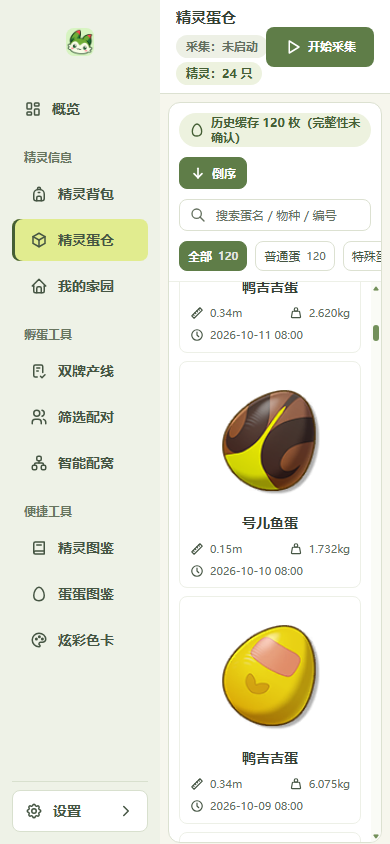 概览
精灵信息
精灵背包
精灵蛋仓
我的家园
孵蛋工具
双牌产线
筛选配对
智能配窝
便捷工具
精灵图鉴
蛋蛋图鉴
炫彩色卡
设置
精灵蛋仓
采集：未启动
开始采集
精灵：24 只
历史缓存 120 枚（完整性未
确认）
倒序
搜索蛋名 / 物种 / 编号
全部 120 普通蛋 120 特殊蛋
鸭吉吉蛋
0.34m 2.620kg
2026-10-11 08:00
号儿鱼蛋
0.15m 1.732kg
2026-10-10 08:00
鸭吉吉蛋
0.34m 6.075kg
2026-10-09 08:00